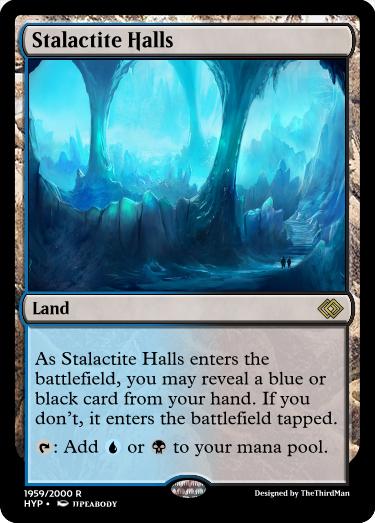 Stalactite Halls
Land
As Stalactite Halls enters the
battlefield, you may reveal a blue or
black card from your hand. If you
don't, it enters the battlefield tapped.
: Add or to your mana pool.
1959/2000 R
Designed by TheThirdMan
HYP • JJPEABODY